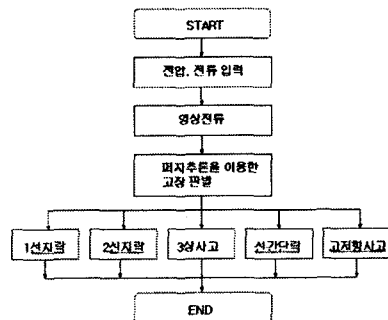 START
전압, 전류 입력
영상전류
퍼지추론을 이용한
고장 판별
1선지락
2선지락
3상사고
선간단락
고저항사고
END